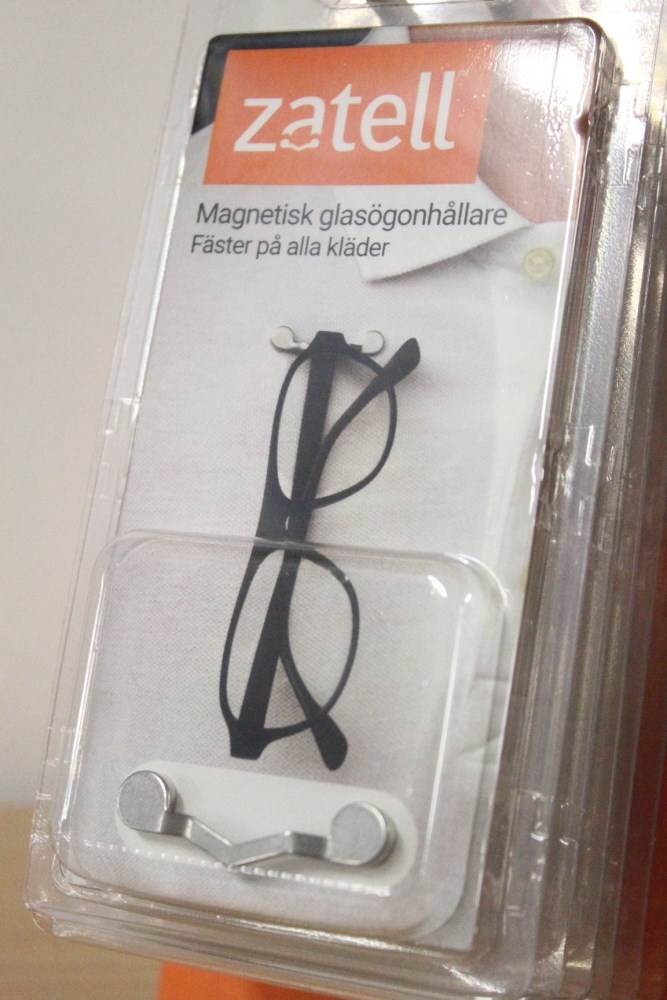 zatell
Magnetisk glasögonhållare
Fäster på alla kläder